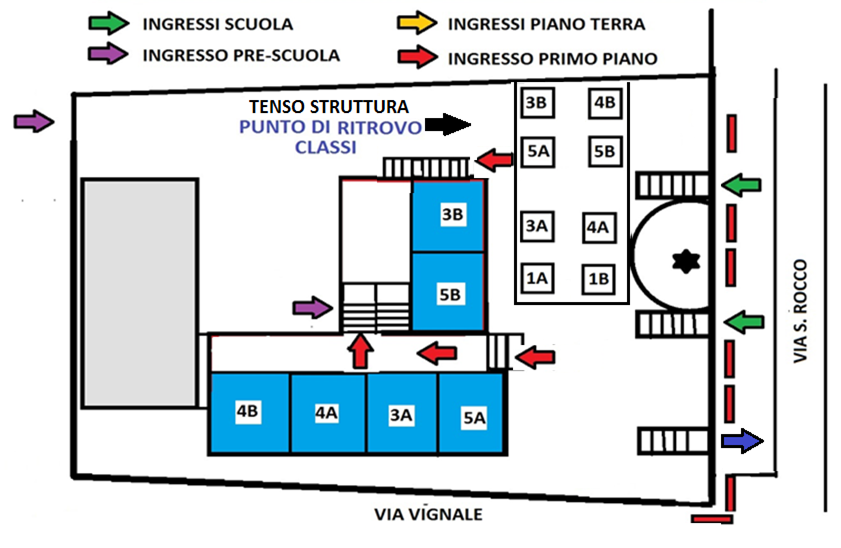 INGRESSI SCUOLA
INGRESSI PIANO TERRA
INGRESSO PRE-SCUOLA
INGRESSO PRIMO PIANO
TENSO STRUTTURA
PUNTO DI RITROVO
CLASSI
3B
4B
5A
5B
3A
4A
1A
1B
3B
5B
4B
4A
3A
5A
VIA S. ROCCO
VIA VIGNALE